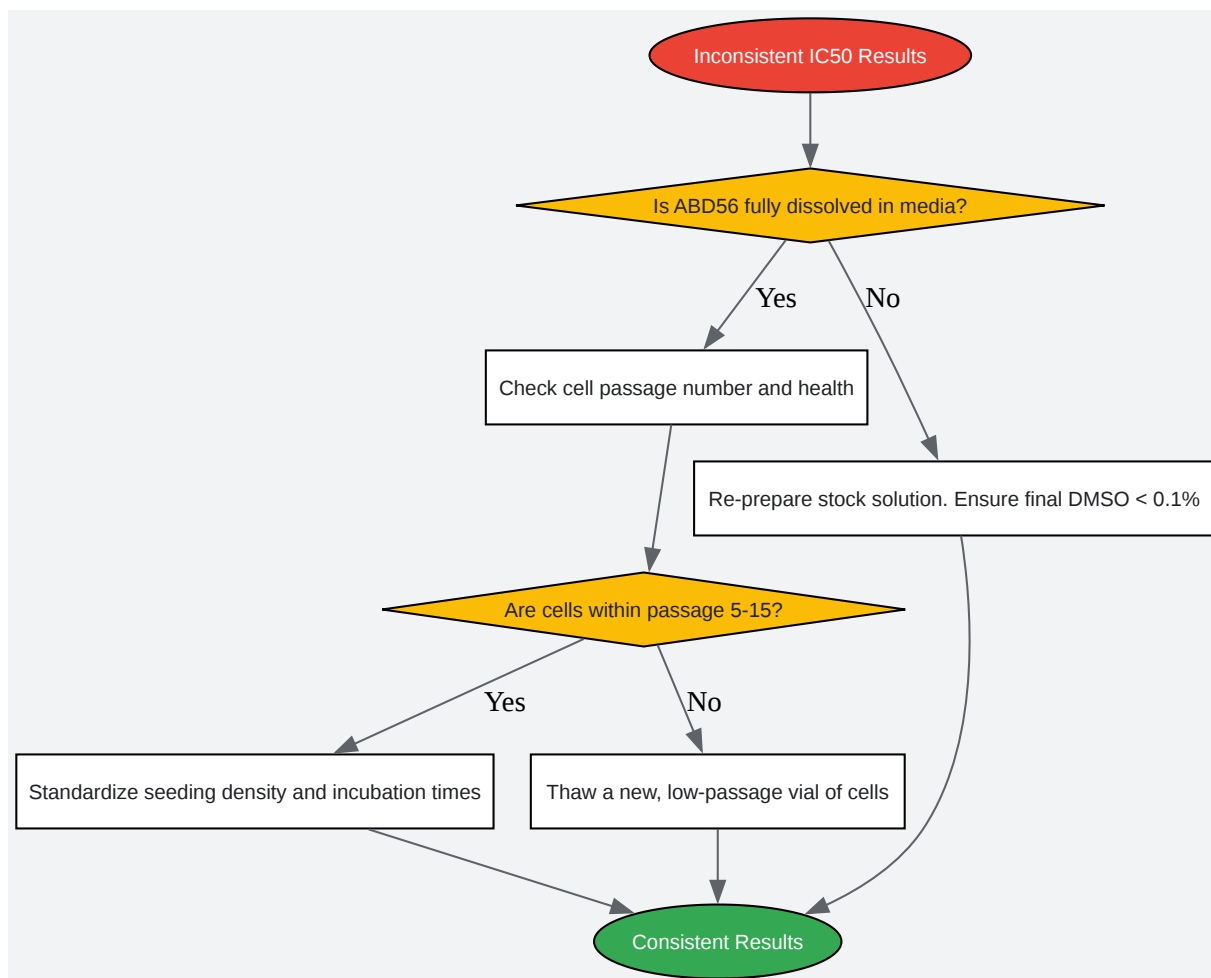 Inconsistent IC50 Results
Is ABD56 fully dissolved in media?
Yes
No
Check cell passage number and health
Re-prepare stock solution. Ensure final DMSO < 0.1%
Are cells within passage 5-15?
Yes
No
Standardize seeding density and incubation times
Thaw a new, low-passage vial of cells
Consistent Results